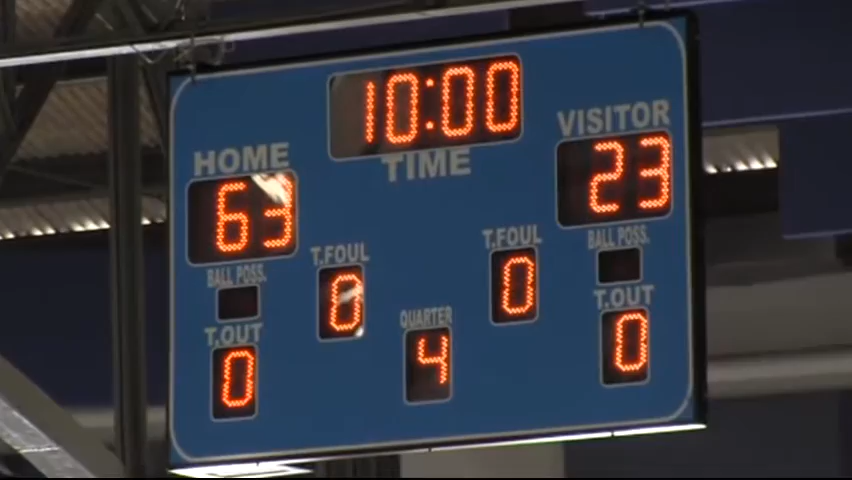 10:00
TIME
HOME
63
VISITOR
23
BALL POSS.
BALL POSS.
T.FOUL
T.FOUL
0
T.OUT
0
QUARTER
4
T.OUT
0